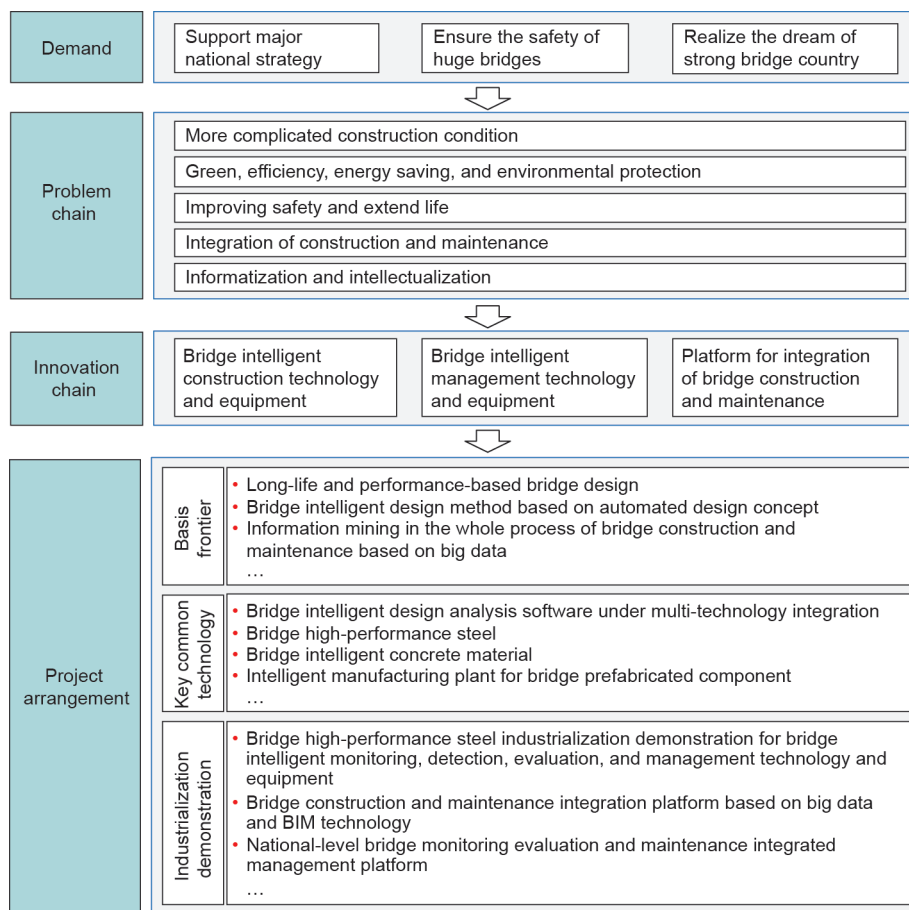 Demand
Support major
national strategy
Ensure the safety of
huge bridges
Realize the dream of
strong bridge country
Problem
chain
More complicated construction condition
Green, efficiency, energy saving, and environmental protection
Improving safety and extend life
Integration of construction and maintenance
Informatization and intellectualization
Innovation
chain
Bridge intelligent
construction technology
and equipment
Bridge intelligent
management technology
and equipment
Platform for integration
of bridge construction
and maintenance
Project
arrangement
Basis
frontier
• Long-life and performance-based bridge design
• Bridge intelligent design method based on automated design concept
• Information mining in the whole process of bridge construction and
maintenance based on big data
…
Key common
technology
• Bridge intelligent design analysis software under multi-technology integration
• Bridge high-performance steel
• Bridge intelligent concrete material
• Intelligent manufacturing plant for bridge prefabricated component
…
Industrialization
demonstration
• Bridge high-performance steel industrialization demonstration for bridge
intelligent monitoring, detection, evaluation, and management technology and
equipment
• Bridge construction and maintenance integration platform based on big data
and BIM technology
• National-level bridge monitoring evaluation and maintenance integrated
management platform
…